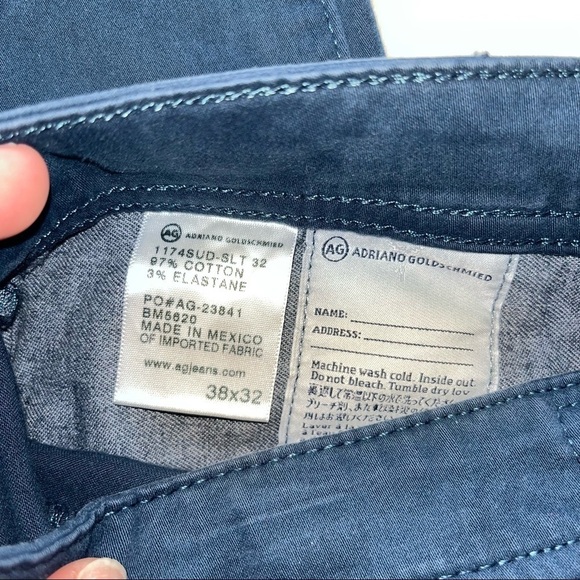 AG ADRIANO GOLDSCHMIED
1174SUD-SLT 32
97% COTTON
3% ELASTANE
PO#AG-23841
BM5620
MADE IN MEXICO
OF IMPORTED FABRIC
www.agjeans.com
38x32
AG ADRIANO GOLDSCHMIED
NAME:
ADDRESS:
Machine wash cold. Inside out
Do not bleach. Tumble dry low